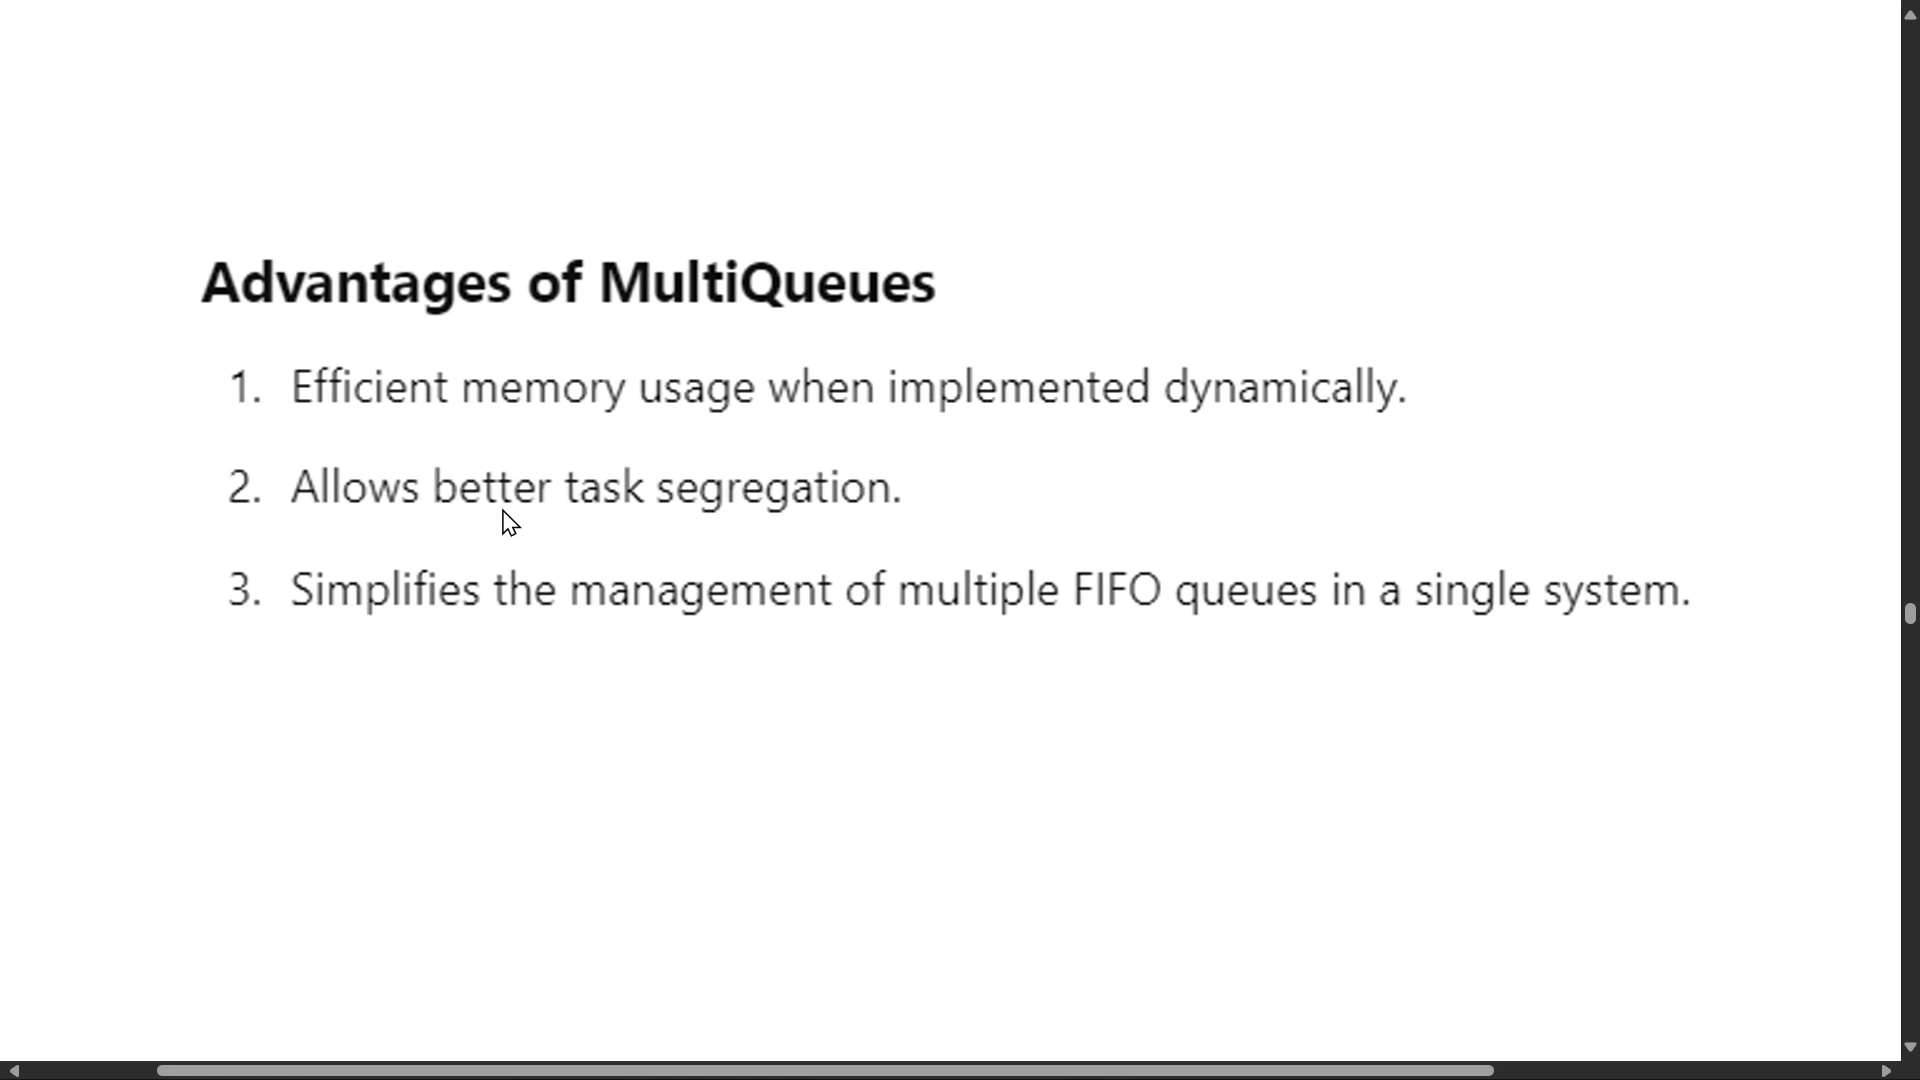 Advantages of MultiQueues
1. Efficient memory usage when implemented dynamically.
2. Allows better task segregation.
3. Simplifies the management of multiple FIFO queues in a single system.